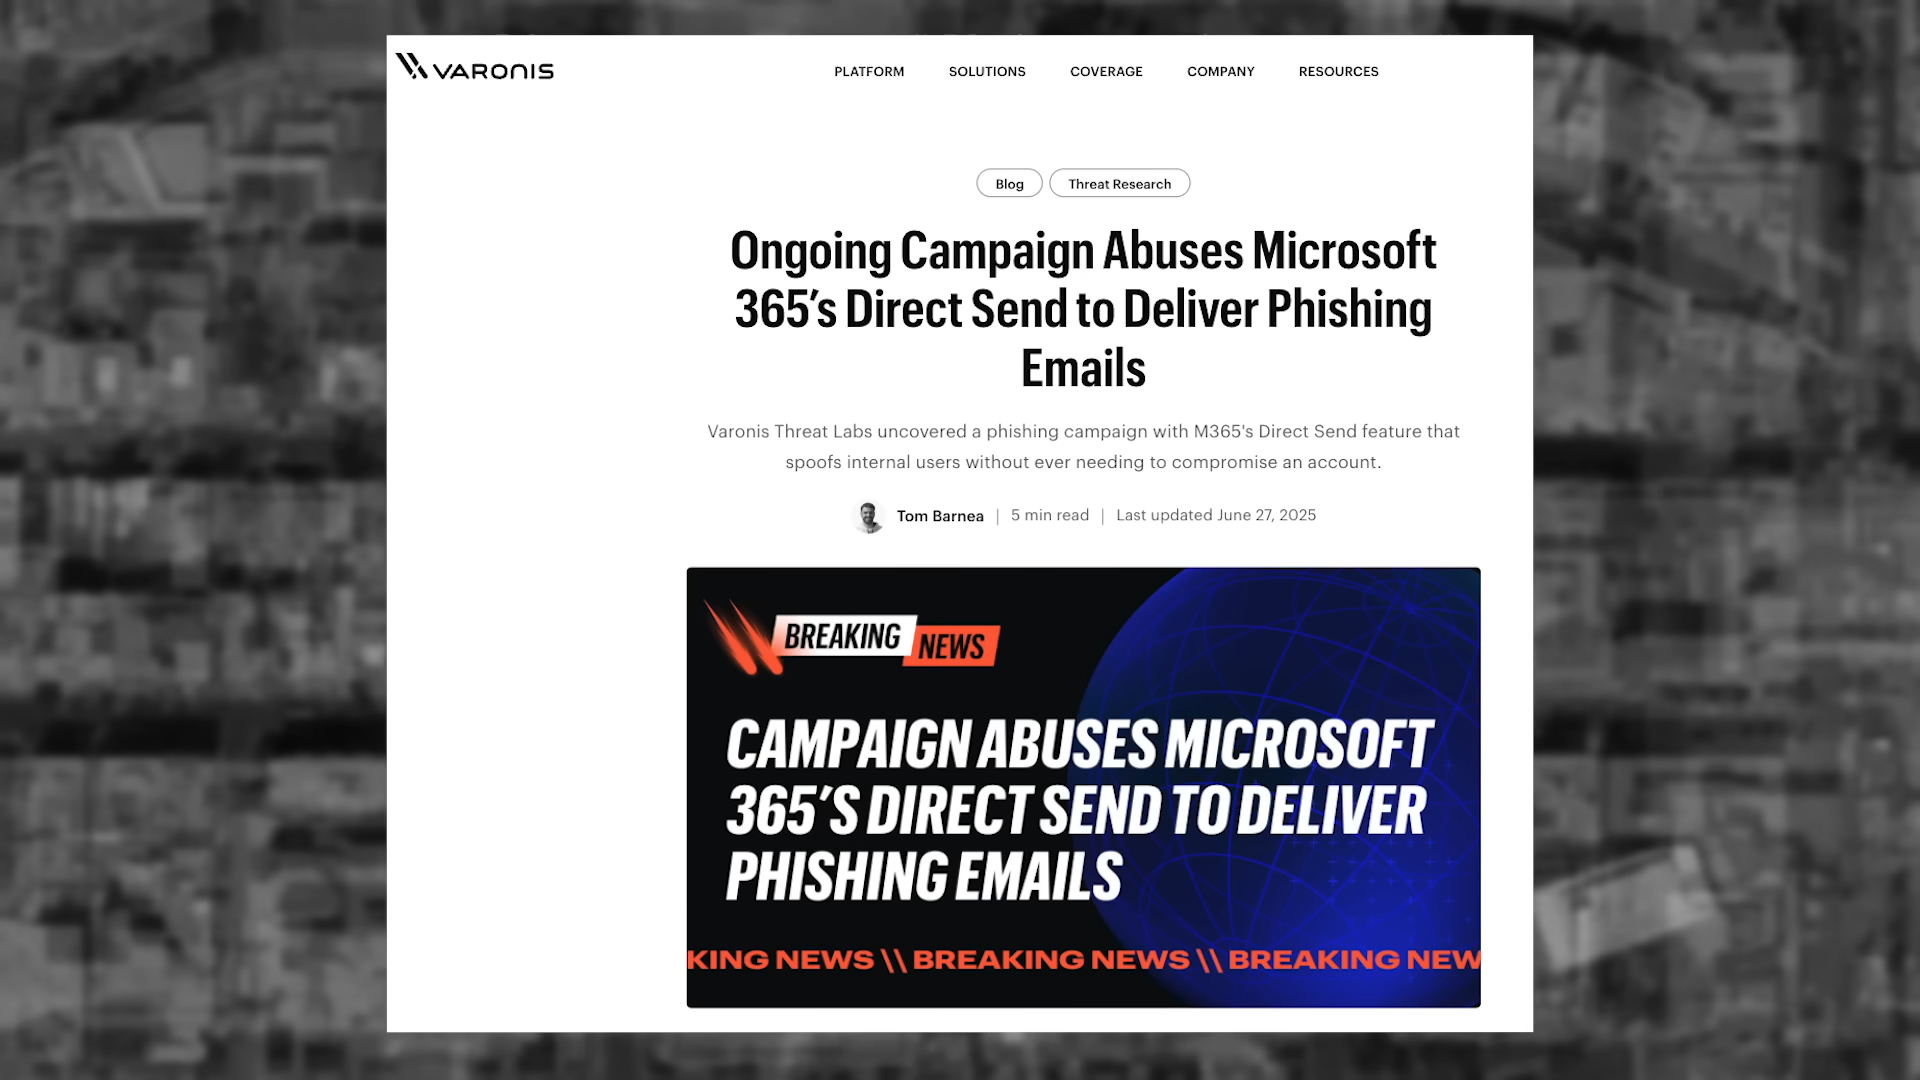 VARONIS
PLATFORM SOLUTIONS COVERAGE COMPANY RESOURCES
Blog Threat Research
Ongoing Campaign Abuses Microsoft
365’s Direct Send to Deliver Phishing
Emails
Varonis Threat Labs uncovered a phishing campaign with M365's Direct Send feature that
spoofs internal users without ever needing to compromise an account.
Tom Barnea | 5 min read | Last updated June 27, 2025
BREAKING NEWS
CAMPAIGN ABUSES MICROSOFT
365’S DIRECT SEND TO DELIVER
PHISHING EMAILS
KING NEWS \\ BREAKING NEWS \\ BREAKING NEW